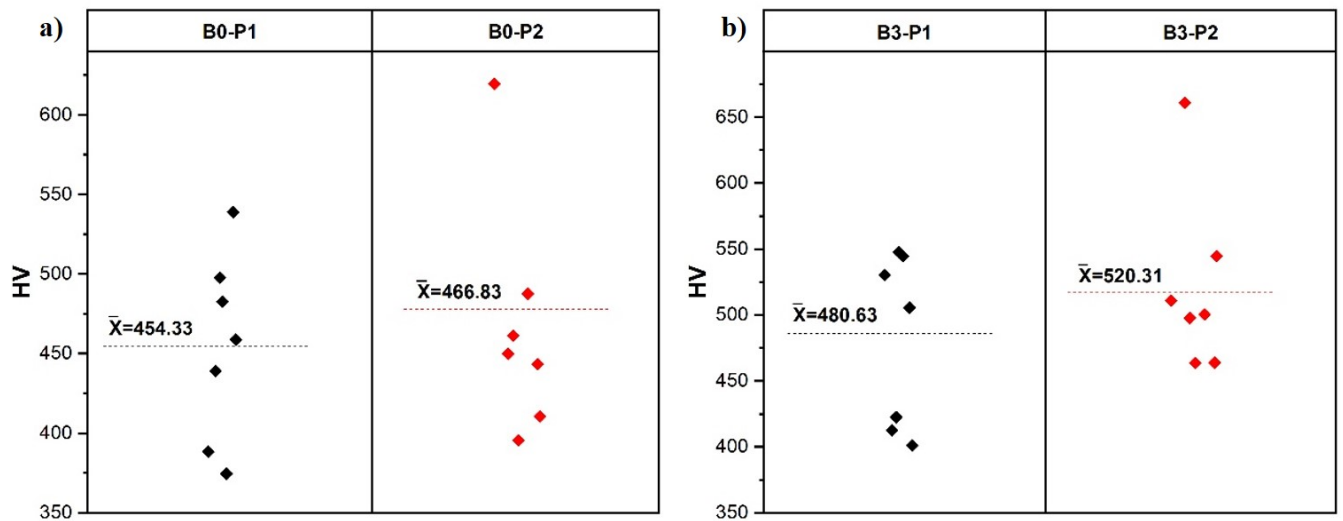 a)
B0-P1
B0-P2
HV
600
550
500
450
400
350
X̄=454.33
X̄=466.83
b)
B3-P1
B3-P2
HV
650
600
550
500
450
400
350
X̄=480.63
X̄=520.31